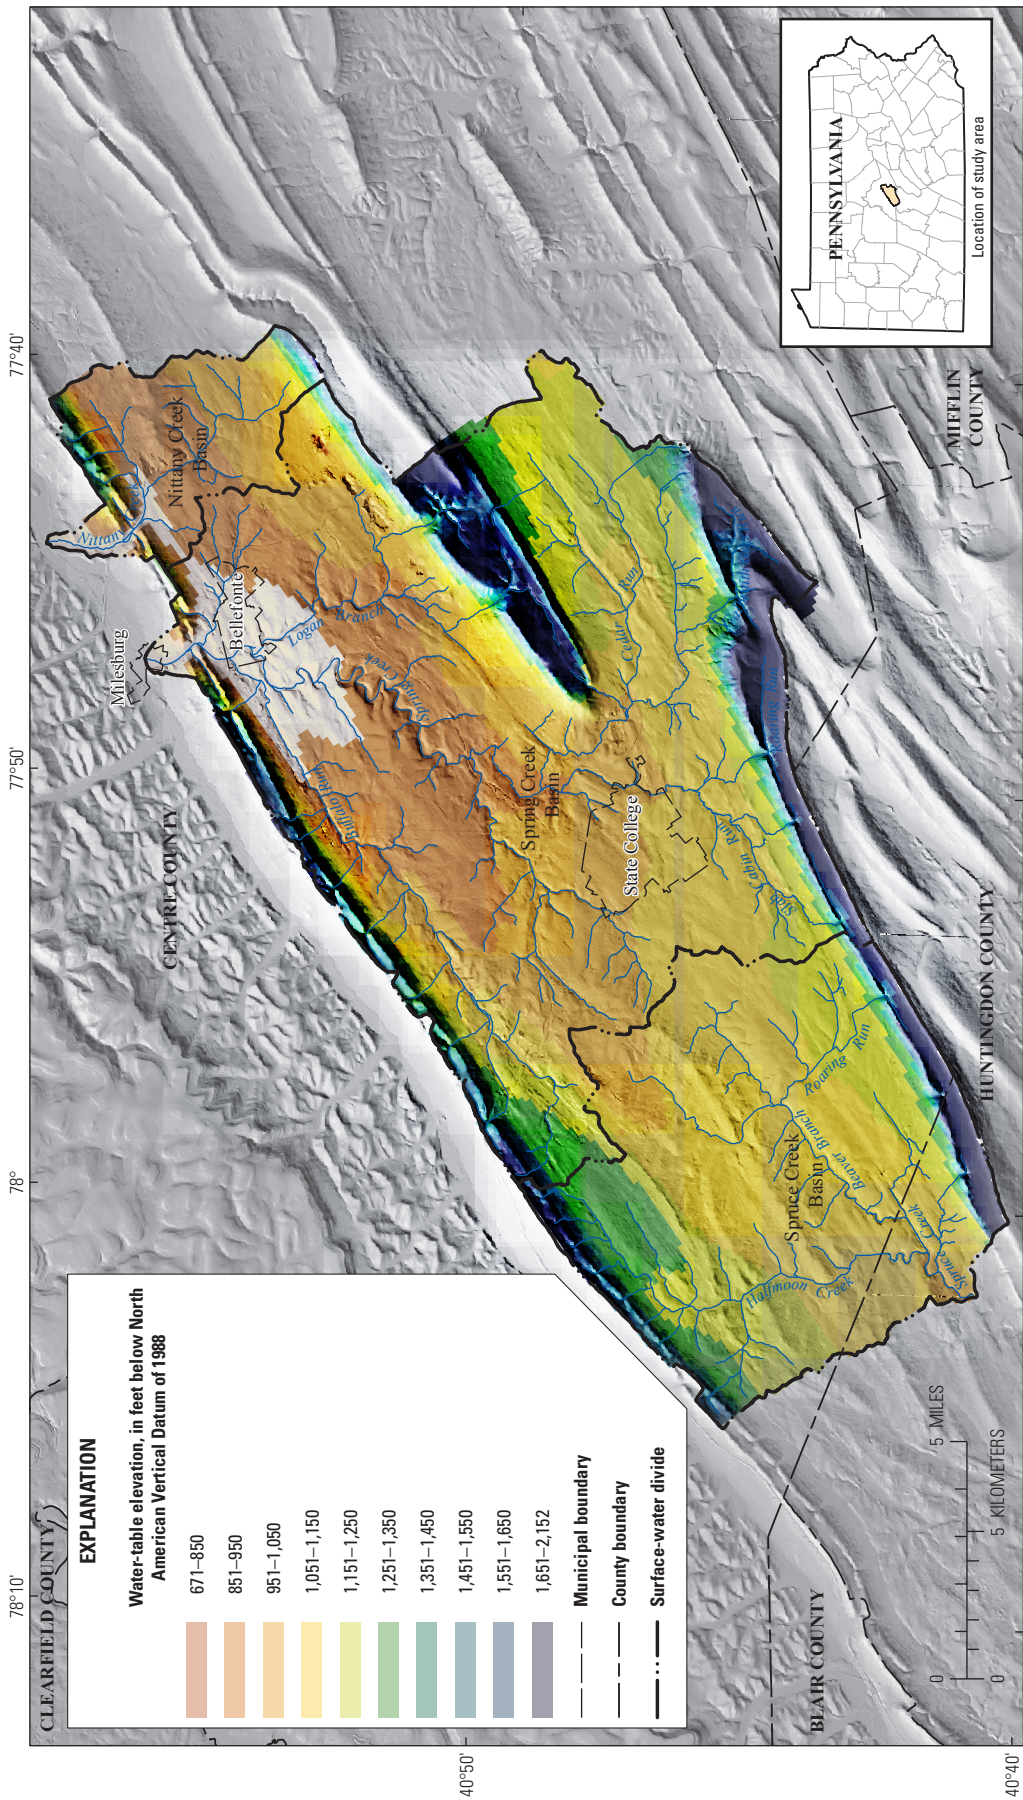 EXPLANATION
Water-table elevation, in feet below North
American Vertical Datum of 1988
671–850
851–950
951–1,050
1,051–1,150
1,151–1,250
1,251–1,350
1,351–1,450
1,451–1,550
1,551–1,650
1,651–2,152
Municipal boundary
County boundary
Surface-water divide
CLEARFIELD COUNTY
CENTRE COUNTY
BLAIR COUNTY
HUNTINGDON COUNTY
MIFFLIN
COUNTY
78°10'
78°
77°50'
77°40'
40°50'
40°40'
Milesburg
Bellefonte
State College
Nittany Creek
Basin
Spring Creek
Basin
Spruce Creek
Basin
Nittany Creek
Logan Branch
Spring Creek
Buffalo Run
Cedar Run
Roaring Run
Slab Cabin Run
Roaring Run
Beaver Branch
Halfmoon Creek
Spruce Creek
0 5 MILES
0 5 KILOMETERS
PENNSYLVANIA
Location of study area